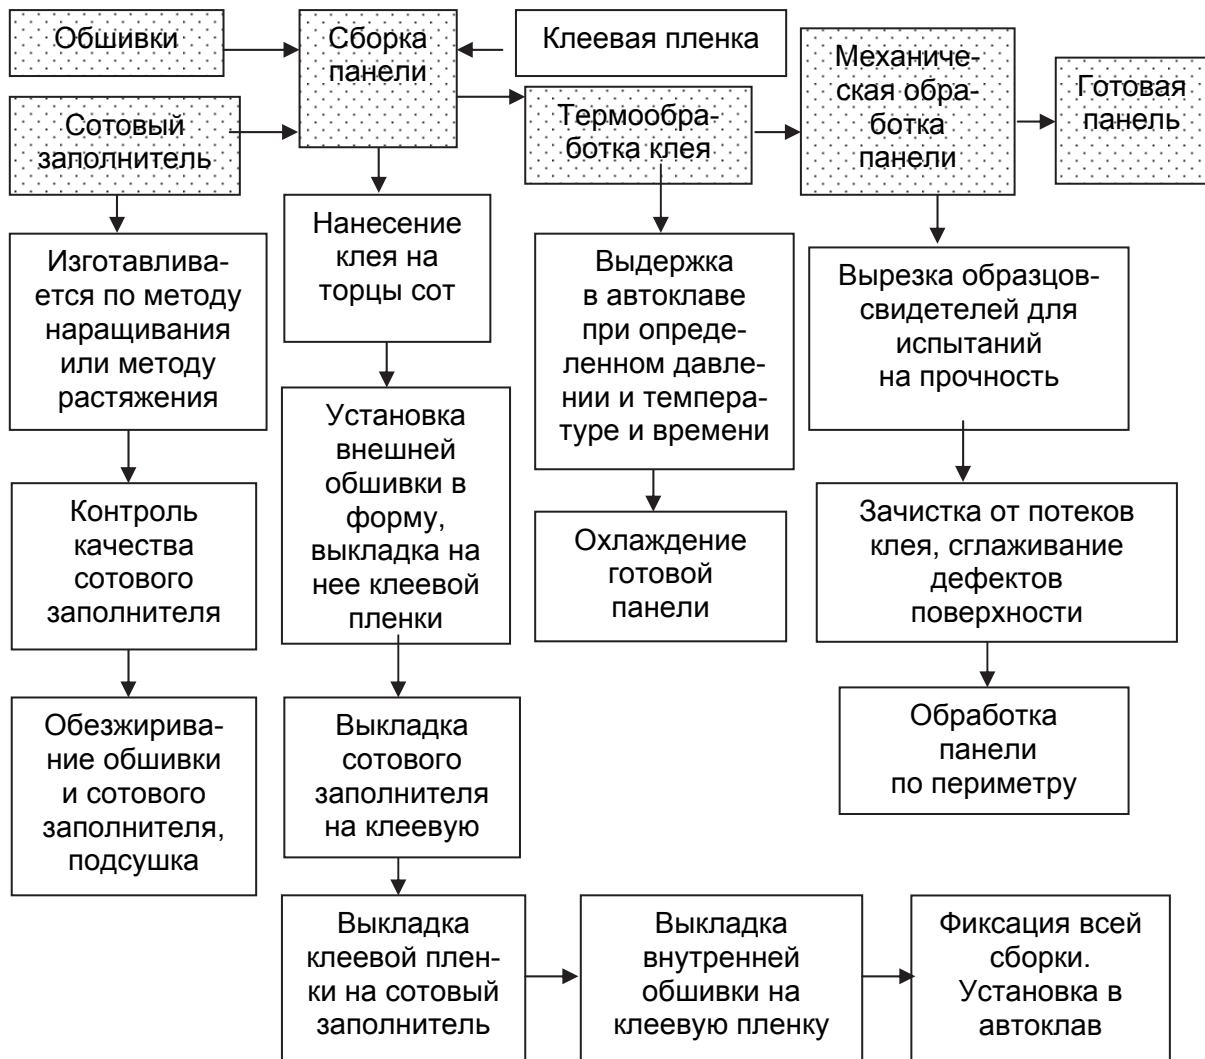 Обшивки
Сборка
панели
Клеевая пленка
Механиче-
ская обра-
ботка
панели
Готовая
панель
Сотовый
заполнитель
Термообра-
ботка клея
Изготавлива-
ется по методу
наращивания
или методу
растяжения
Контроль
качества
сотового
заполнителя
Обезжирива-
ние обшивки
и сотового
заполнителя,
подсушка
Нанесение
клея на
торцы сот
Установка
внешней
обшивки в
форму,
выкладка на
нее клеевой
пленки
Выкладка
сотового
заполнителя
на клеевую
Выкладка
клеевой плен-
ки на сотовый
заполнитель
Выкладка
внутренней
обшивки на
клеевую пленку
Фиксация всей
сборки.
Установка в
автоклав
Выдержка
в автоклаве
при опреде-
ленном давле-
нии и темпера-
туре и времени
Охлаждение
готовой
панели
Вырезка образцов-
свидетелей для
испытаний
на прочность
Зачистка от потеков
клея, сглаживание
дефектов
поверхности
Обработка
панели
по периметру